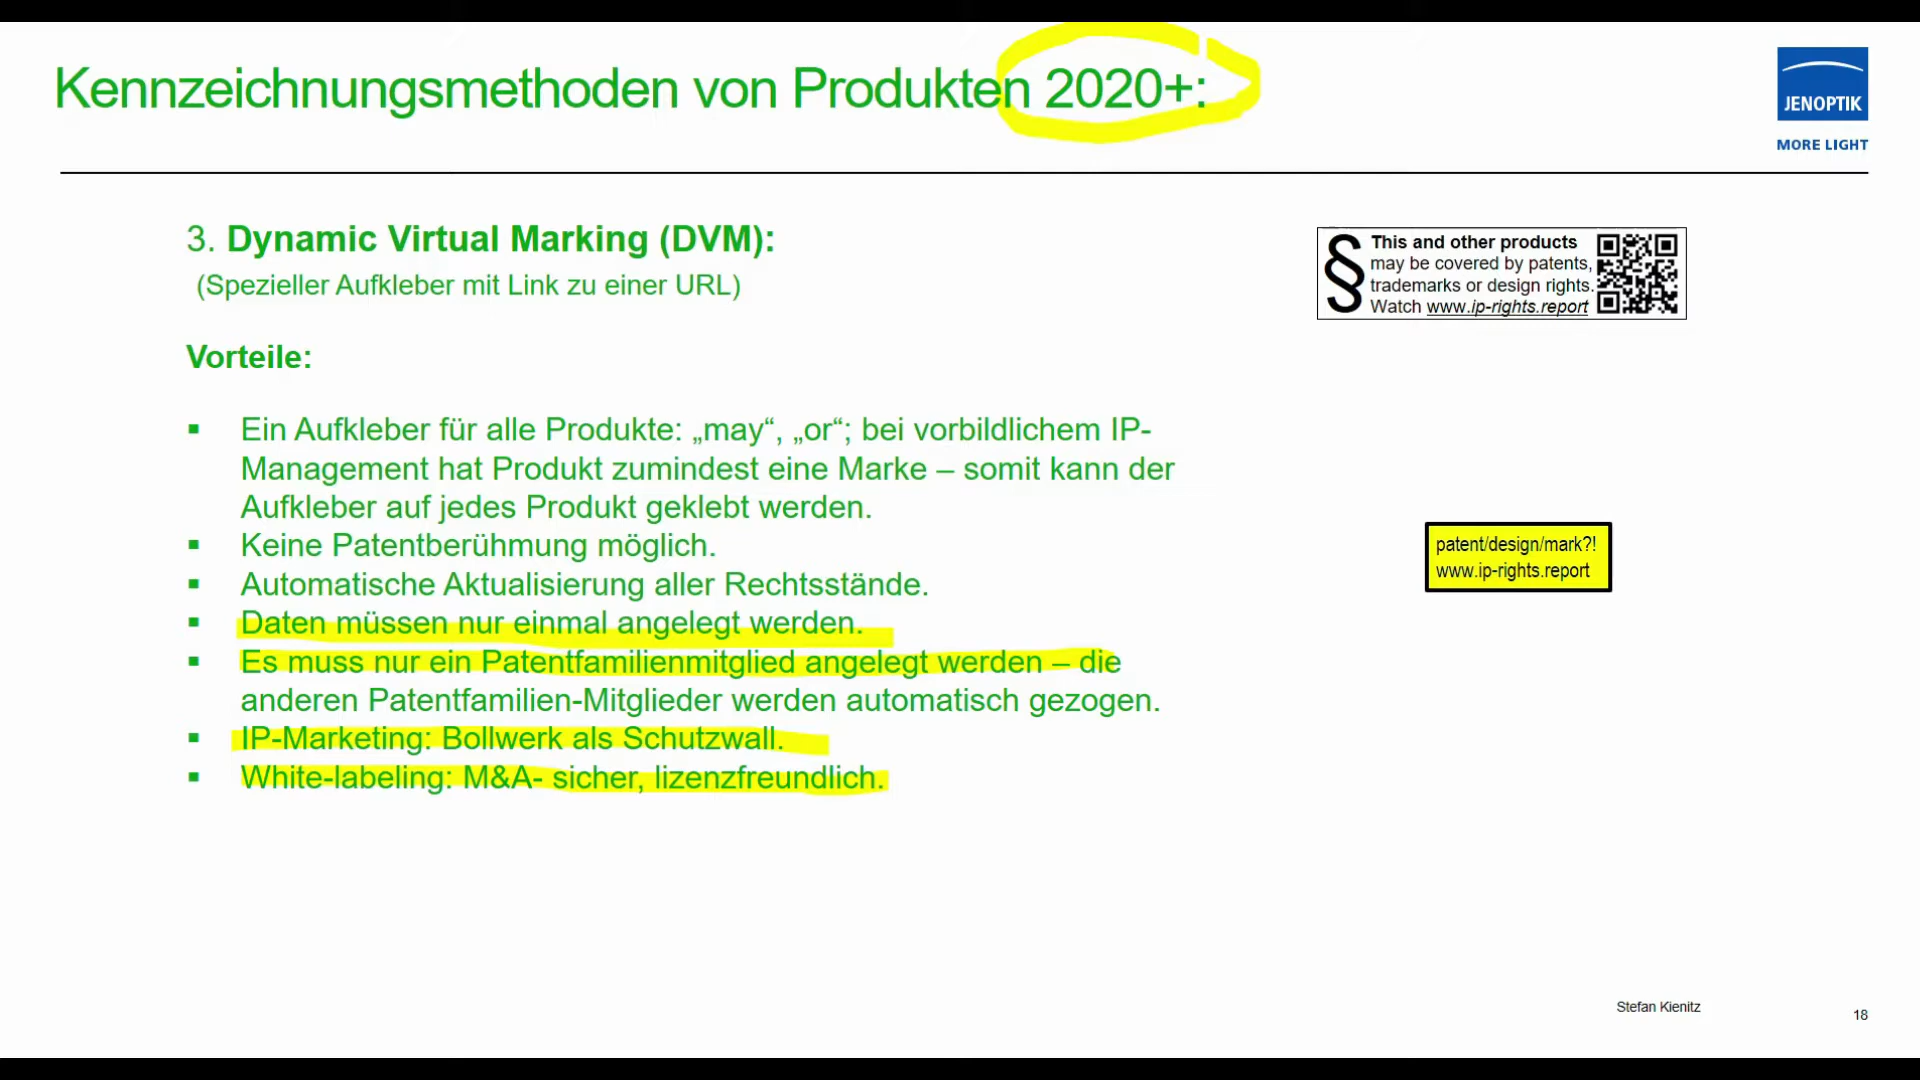 Kennzeichnungsmethoden von Produkten 2020+:
JENOPTIK
MORE LIGHT
3. Dynamic Virtual Marking (DVM):
(Spezieller Aufkleber mit Link zu einer URL)
§
This and other products
may be covered by patents,
trademarks or design rights.
Watch www.ip-rights.report
Vorteile:
▪ Ein Aufkleber für alle Produkte: „may“, „or“; bei vorbildlichem IP-
Management hat Produkt zumindest eine Marke – somit kann der
Aufkleber auf jedes Produkt geklebt werden.
▪ Keine Patentberühmung möglich.
▪ Automatische Aktualisierung aller Rechtsstände.
▪ Daten müssen nur einmal angelegt werden.
▪ Es muss nur ein Patentfamilienmitglied angelegt werden – die
anderen Patentfamilien-Mitglieder werden automatisch gezogen.
▪ IP-Marketing: Bollwerk als Schutzwall.
▪ White-labeling: M&A- sicher, lizenzfreundlich.
patent/design/mark?!
www.ip-rights.report
Stefan Kienitz
18